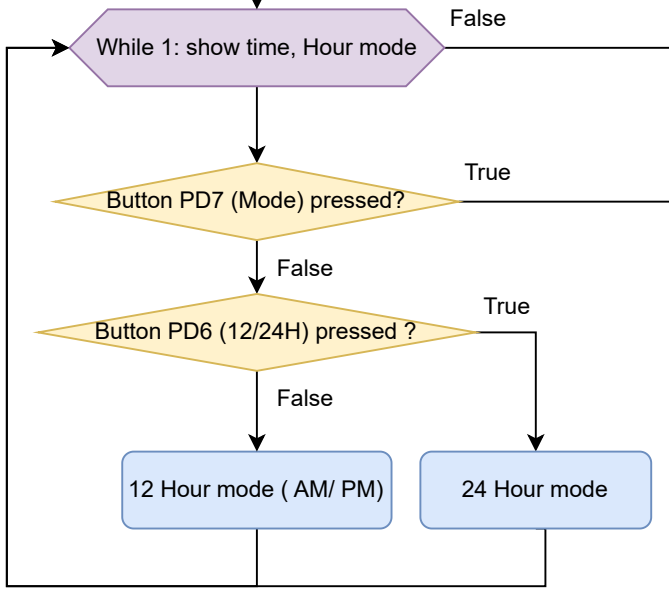 False
While 1: show time, Hour mode
True
Button PD7 (Mode) pressed?
False
True
Button PD6 (12/24H) pressed ?
False
12 Hour mode ( AM/ PM)
24 Hour mode